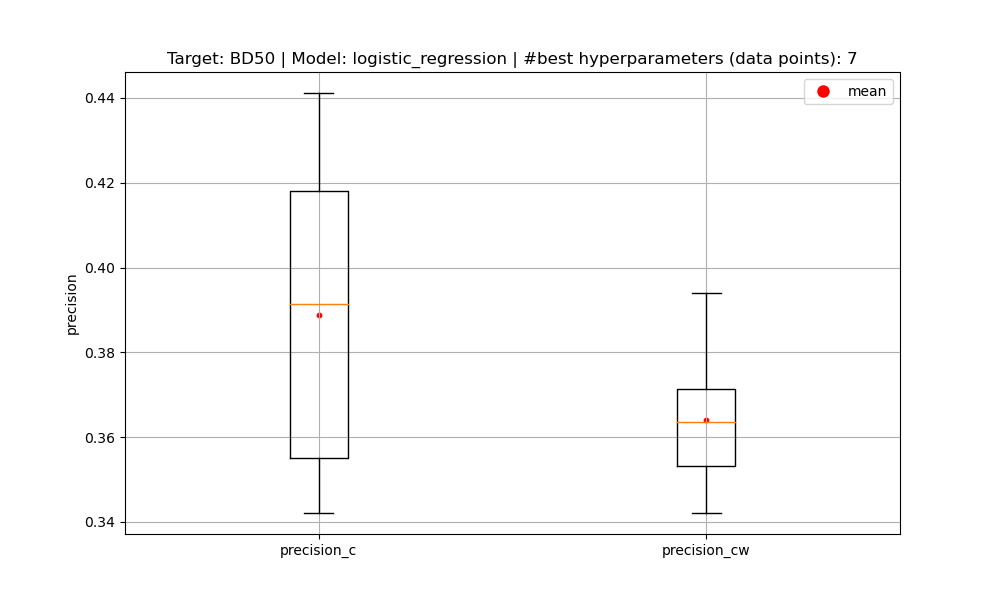 Target: BD50 | Model: logistic_regression | #best hyperparameters (data points): 7
mean
0.44
0.42
0.40
0.38
0.36
0.34
precision
precision_c
precision_cw